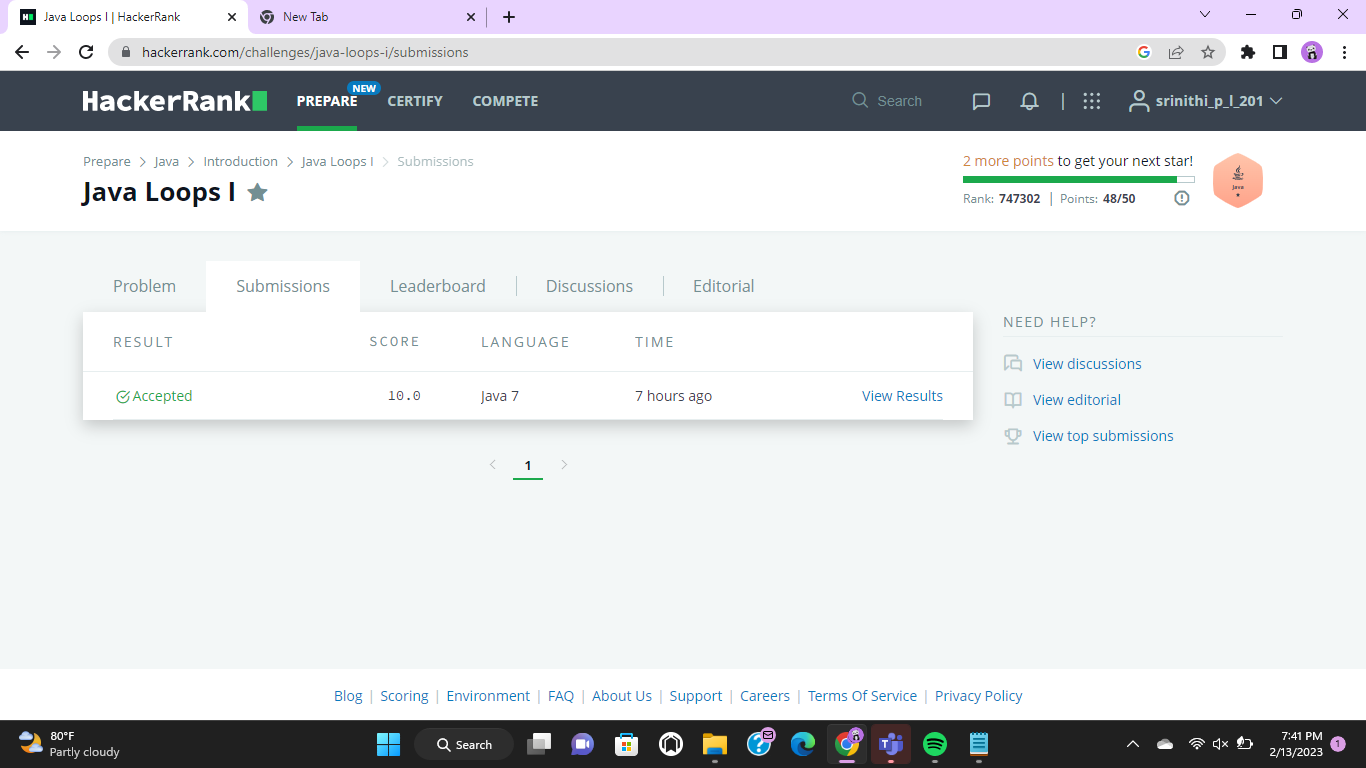 Java Loops I | HackerRank
New Tab
hackerrank.com/challenges/java-loops-i/submissions
HackerRank
PREPARE
NEW
CERTIFY
COMPETE
Search
srinithi_p_l_201
Prepare > Java > Introduction > Java Loops I > Submissions
Java Loops I
2 more points to get your next star!
Rank: 747302 | Points: 48/50
Java
Problem
Submissions
Leaderboard
Discussions
Editorial
RESULT SCORE LANGUAGE TIME
Accepted 10.0 Java 7 7 hours ago View Results
1
NEED HELP?
View discussions
View editorial
View top submissions
Blog | Scoring | Environment | FAQ | About Us | Support | Careers | Terms Of Service | Privacy Policy
80°F
Partly cloudy
Search
7:41 PM
2/13/2023
1